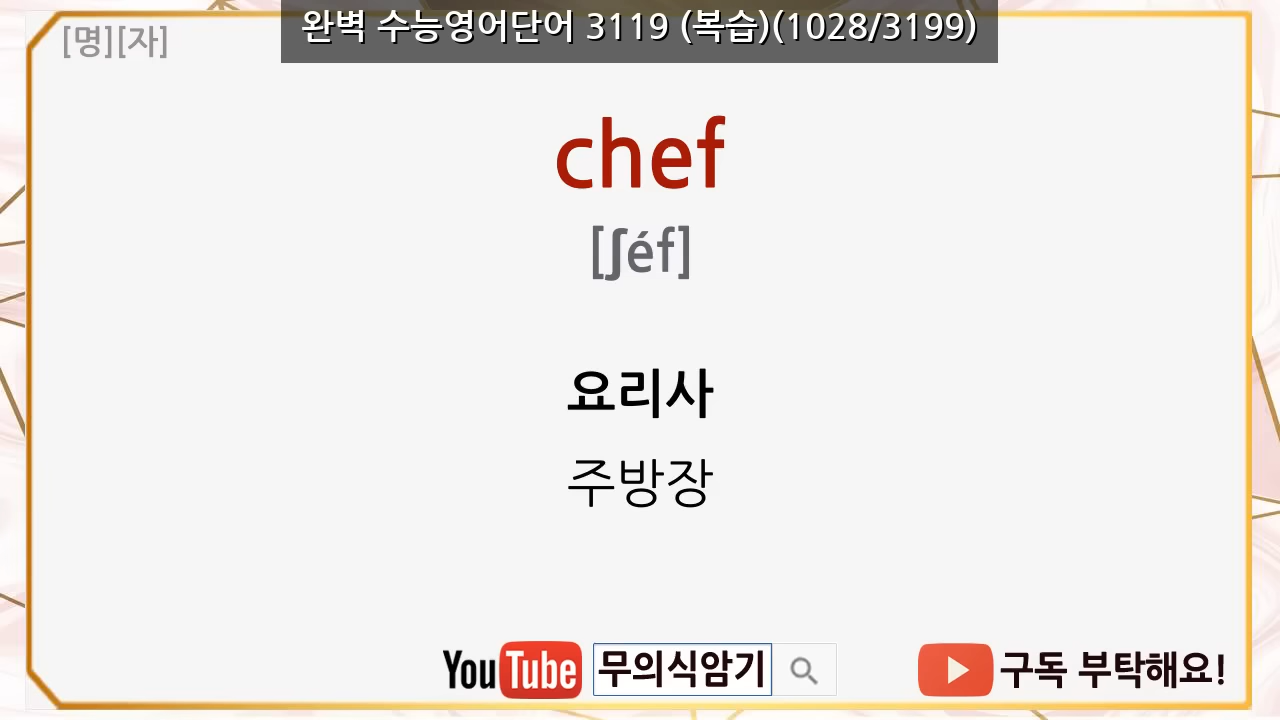 완벽 수능영어단어 3119 (복습)(1028/3199)
[명][자]
chef
[ʃéf]
요리사
주방장
YouTube 무의식암기 구독 부탁해요!